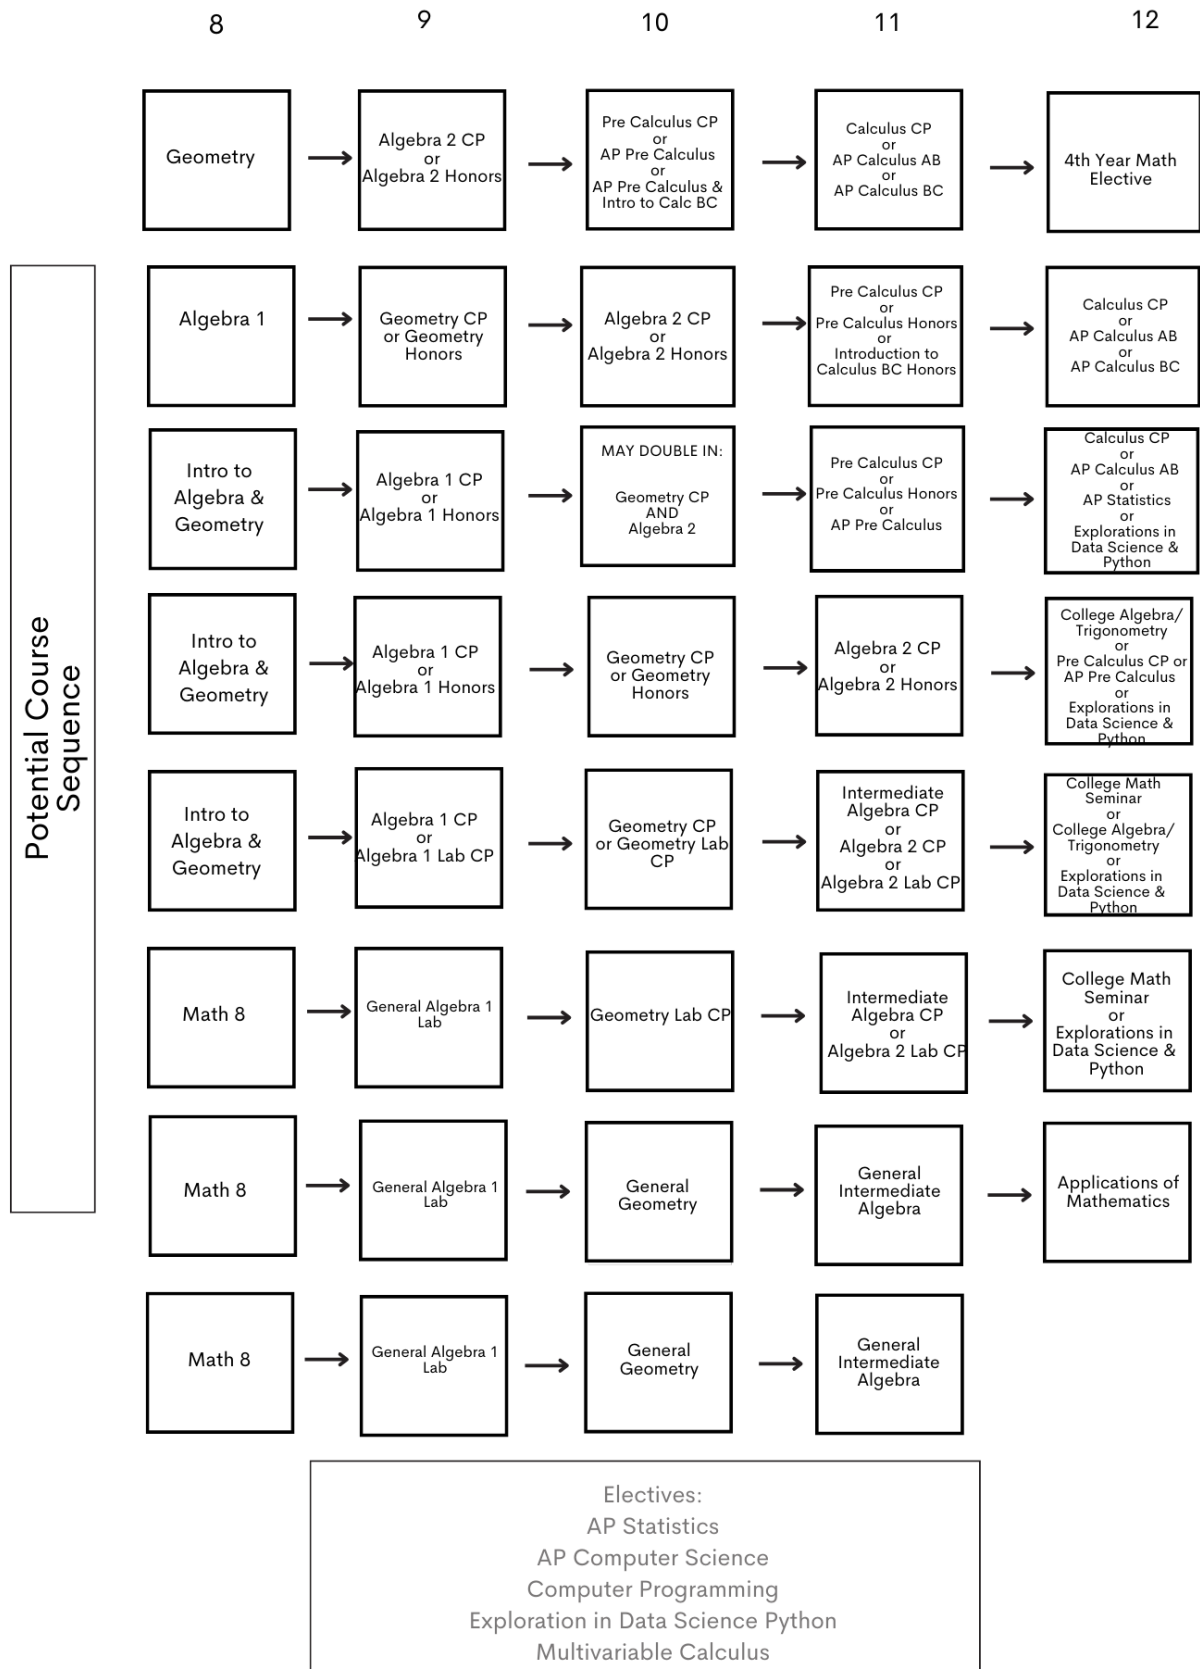 8
9
10
11
12
Geometry
Algebra 2 CP
or
Algebra 2 Honors
Pre Calculus CP
or
AP Pre Calculus
or
AP Pre Calculus &
Intro to Calc BC
Calculus CP
or
AP Calculus AB
or
AP Calculus BC
4th Year Math
Elective
Potential Course
Sequence
Algebra 1
Geometry CP
or Geometry
Honors
Algebra 2 CP
or
Algebra 2 Honors
Pre Calculus CP
or
Pre Calculus Honors
or
Introduction to
Calculus BC Honors
Calculus CP
or
AP Calculus AB
or
AP Calculus BC
Intro to
Algebra &
Geometry
Algebra 1 CP
or
Algebra 1 Honors
MAY DOUBLE IN:
Geometry CP
AND
Algebra 2
Pre Calculus CP
or
Pre Calculus Honors
or
AP Pre Calculus
Calculus CP
or
AP Calculus AB
or
AP Statistics
or
Explorations in
Data Science &
Python
Intro to
Algebra &
Geometry
Algebra 1 CP
or
Algebra 1 Honors
Geometry CP
or Geometry
Honors
Algebra 2 CP
or
Algebra 2 Honors
College Algebra/
Trigonometry
or
Pre Calculus CP or
AP Pre Calculus
or
Explorations in
Data Science &
Python
Intro to
Algebra &
Geometry
Algebra 1 CP
or
Algebra 1 Lab CP
Geometry CP
or Geometry Lab
CP
Intermediate
Algebra CP
or
Algebra 2 CP
or
Algebra 2 Lab CP
College Math
Seminar
or
College Algebra/
Trigonometry
or
Explorations in
Data Science &
Python
Math 8
General Algebra 1
Lab
Geometry Lab CP
Intermediate
Algebra CP
or
Algebra 2 Lab CP
College Math
Seminar
or
Explorations in
Data Science &
Python
Math 8
General Algebra 1
Lab
General
Geometry
General
Intermediate
Algebra
Applications of
Mathematics
Math 8
General Algebra 1
Lab
General
Geometry
General
Intermediate
Algebra
Electives:
AP Statistics
AP Computer Science
Computer Programming
Exploration in Data Science Python
Multivariable Calculus